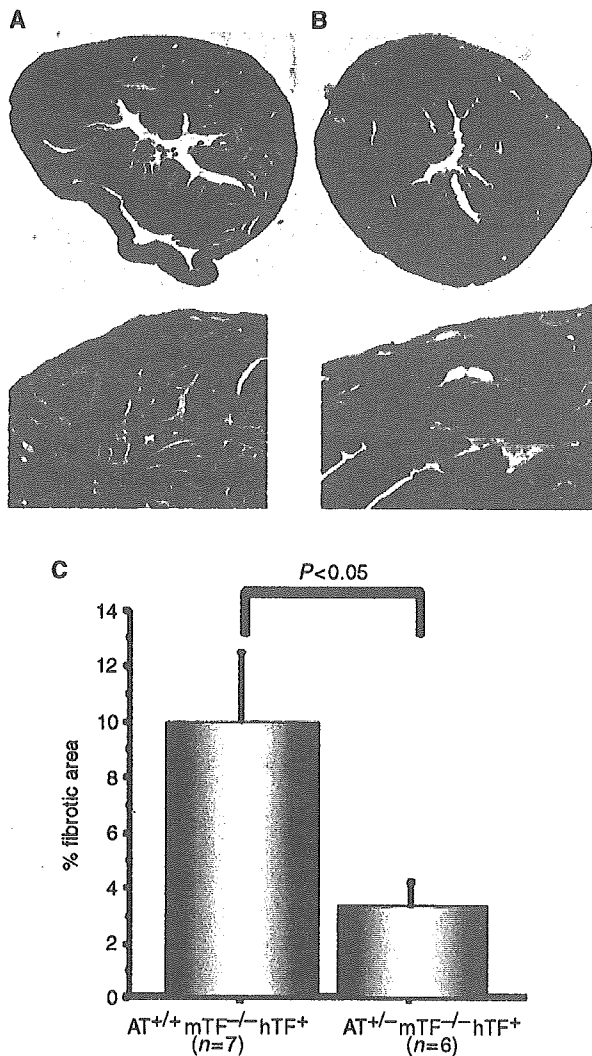 A
B
C
P<0.05
% fibrotic area
14
12
10
8
6
4
2
0
AT+/+mTF−/−hTF+
(n=7)
AT+/−mTF−/−hTF+
(n=6)